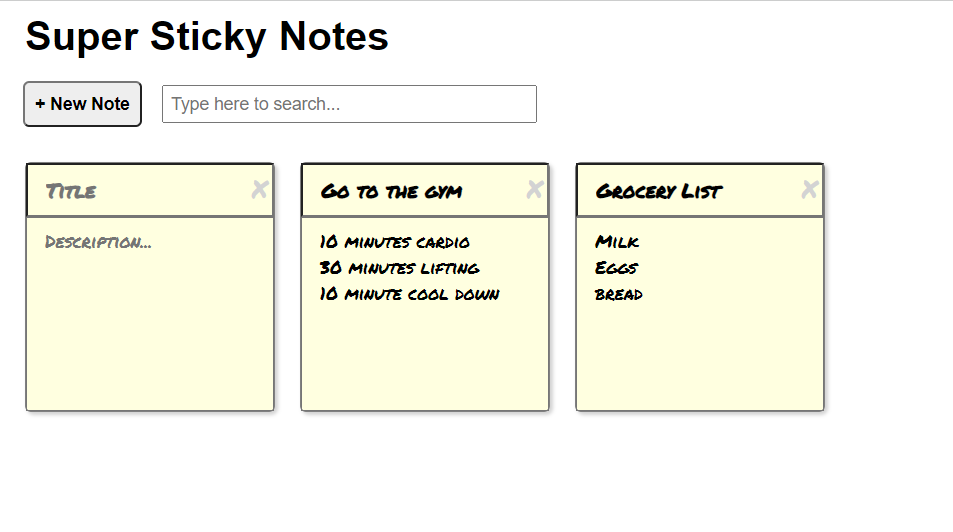 Super Sticky Notes
+ New Note
Type here to search...
Title
Description...
Go to the gym
10 minutes cardio
30 minutes lifting
10 minute cool down
Grocery List
Milk
Eggs
bread